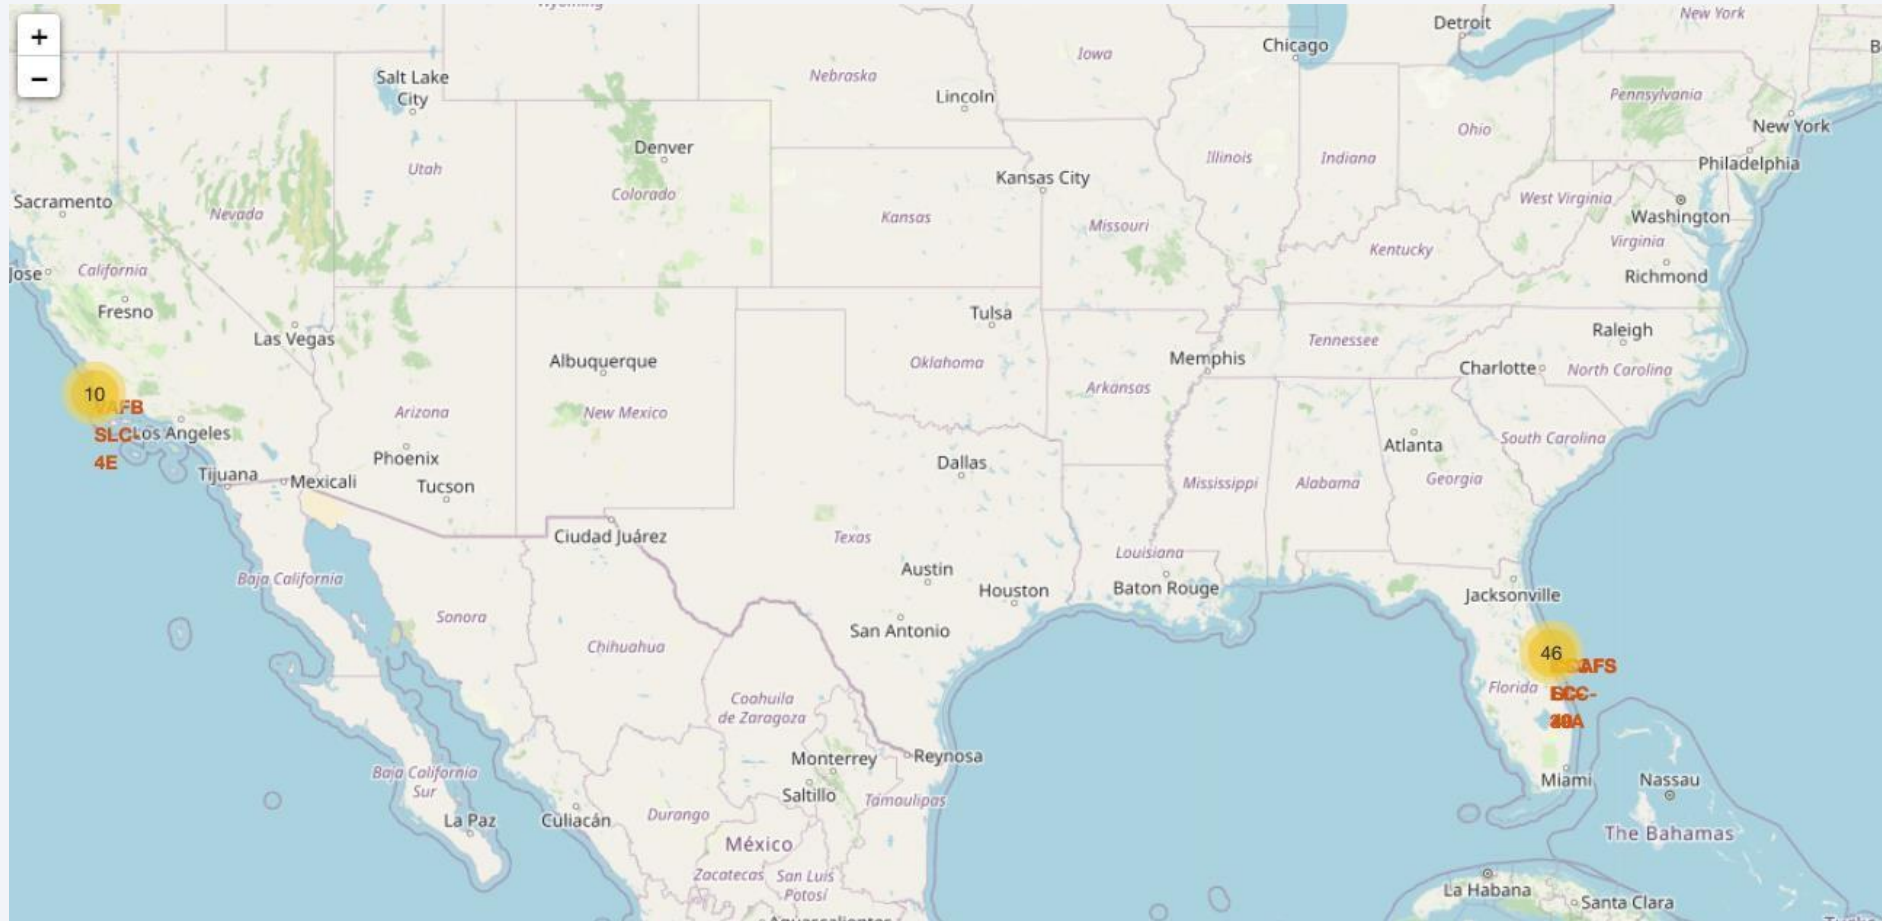 +
−
Wyoming
Detroit
New York
Chicago
Iowa
Salt Lake
City
Nebraska
Lincoln
Pennsylvania
New York
Ohio
Denver
Utah
Colorado
Kansas City
Illinois
Indiana
Philadelphia
Sacramento
Nevada
Kansas
Missouri
West Virginia
Washington
Virginia
Kentucky
Jose
California
Richmond
Fresno
Las Vegas
Tulsa
Tennessee
Raleigh
Albuquerque
Oklahoma
Memphis
Charlotte
North Carolina
10
VAFB
SLC-
4E
Los Angeles
Arizona
New Mexico
Arkansas
Atlanta
South Carolina
Phoenix
Dallas
Tijuana
Mexicali
Tucson
Mississippi
Alabama
Georgia
Ciudad Juárez
Texas
Louisiana
Baja California
Austin
Houston
Baton Rouge
Jacksonville
Sonora
San Antonio
Chihuahua
46
Florida
Coahuila
de Zaragoza
Monterrey
Reynosa
Baja California
Sur
Saltillo
Tamaulipas
Miami
Nassau
La Paz
Culiacán
Durango
México
The Bahamas
Zacatecas
San Luis
Potosí
La Habana
Santa Clara
Aguascalientes